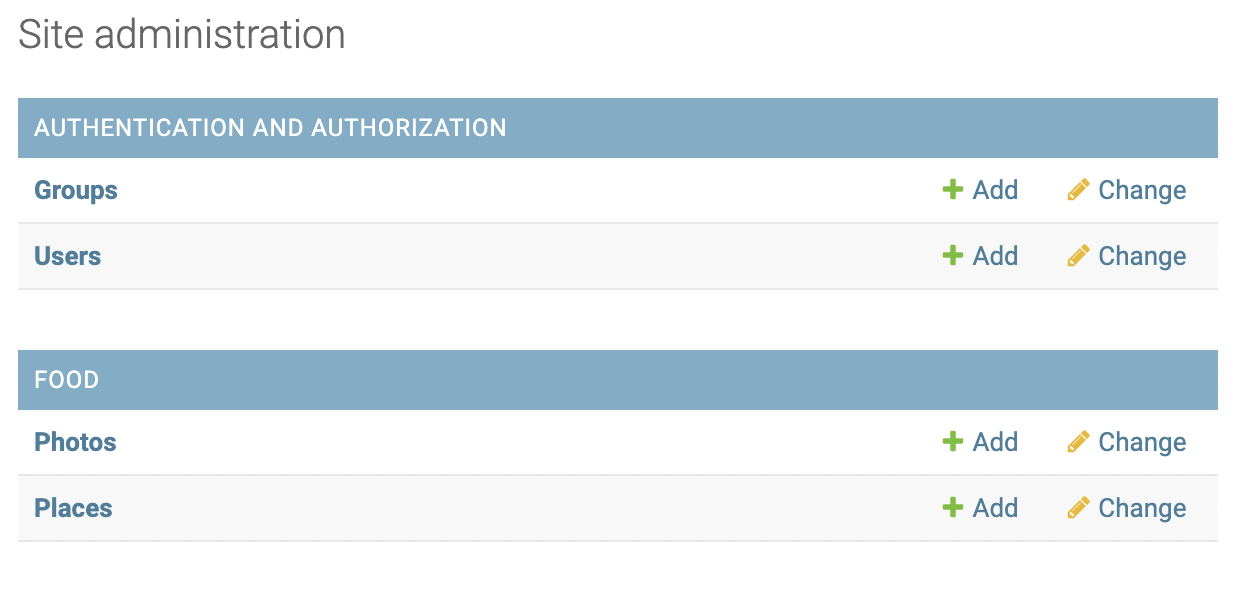 Site administration
AUTHENTICATION AND AUTHORIZATION
Groups Add Change
Users Add Change
FOOD
Photos Add Change
Places Add Change